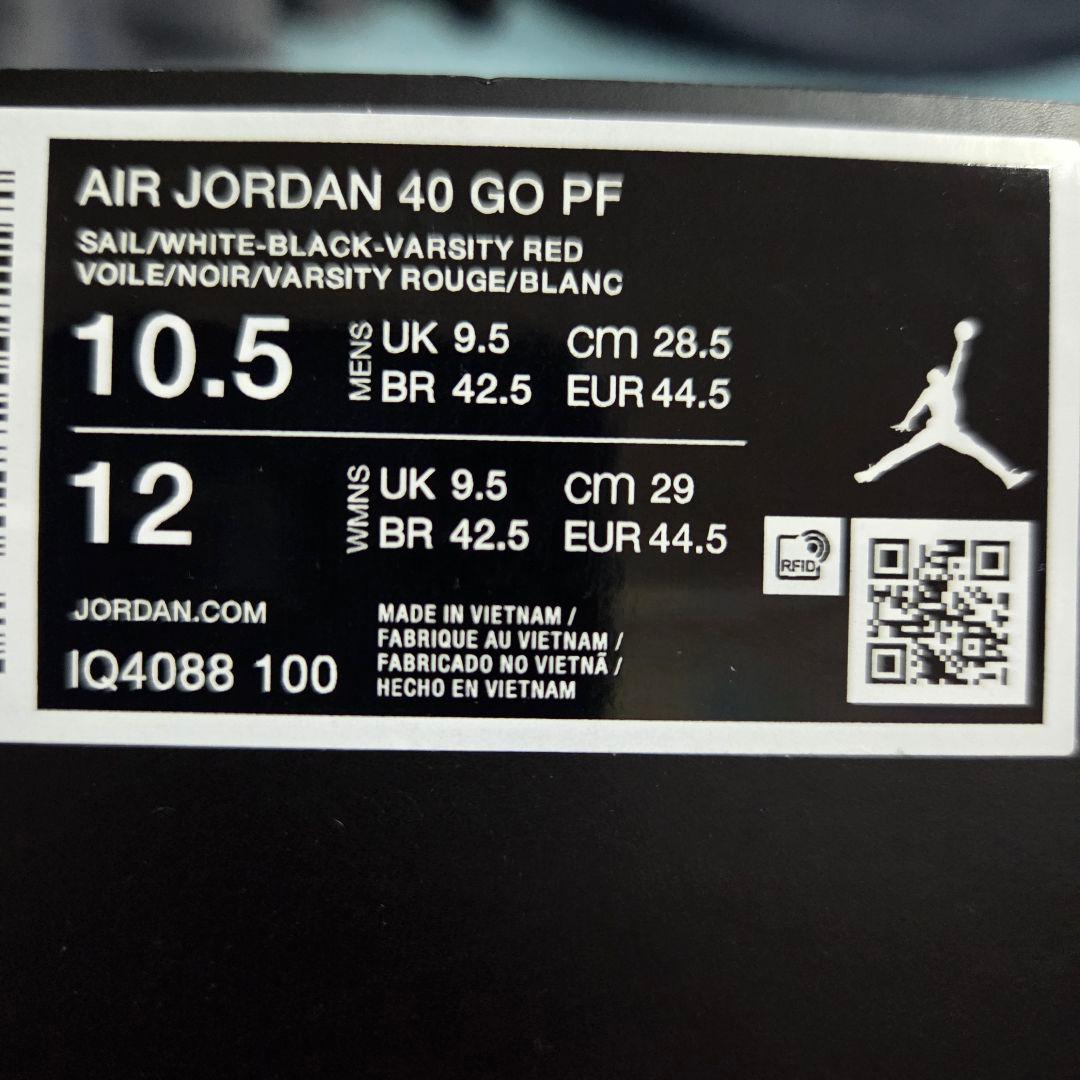 AIR JORDAN 40 GO PF
SAIL/WHITE-BLACK-VARSITY RED
VOILE/NOIR/VARSITY ROUGE/BLANC
10.5 MENS UK 9.5 CM 28.5
BR 42.5 EUR 44.5
12 WMNS UK 9.5 CM 29
BR 42.5 EUR 44.5
RFID
JORDAN.COM
IQ4088 100
MADE IN VIETNAM /
FABRIQUE AU VIETNAM /
FABRICADO NO VIETNÃ /
HECHO EN VIETNAM